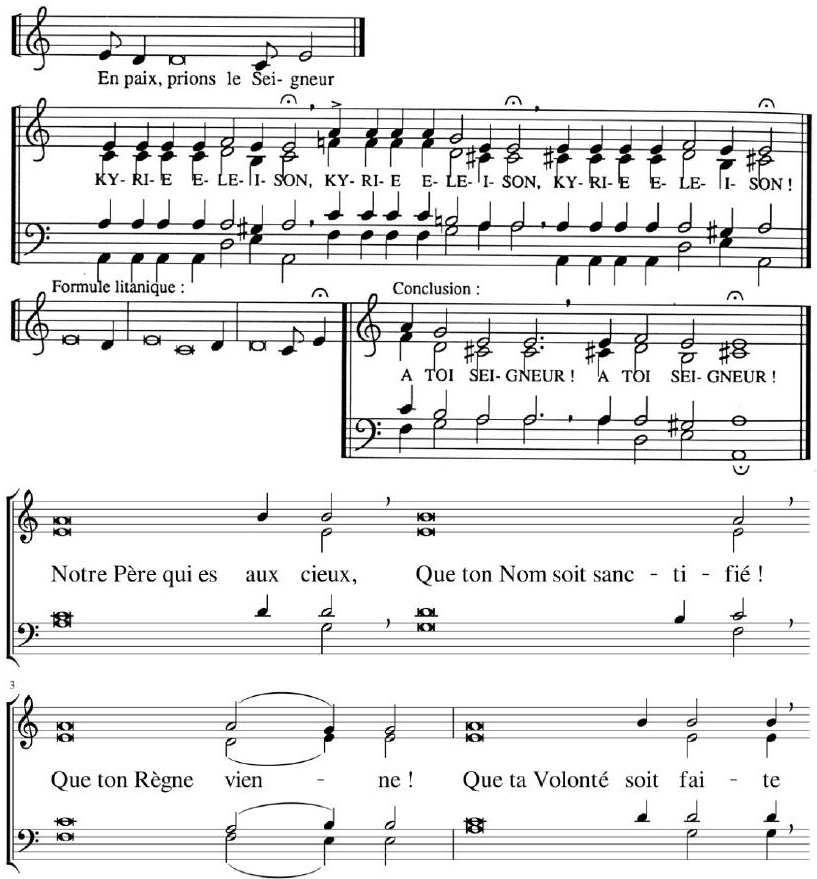 En paix, prions le Sei- gneur
KY- RI- E E- LE- I- SON, KY- RI- E E- LE- I- SON, KY- RI- E E- LE- I- SON !
Formule litanique :
Conclusion :
A TOI SEI- GNEUR ! A TOI SEI- GNEUR !
Notre Père qui es aux cieux, Que ton Nom soit sanc - ti - fié !
3
Que ton Règne vien - ne ! Que ta Volonté soit fai - te